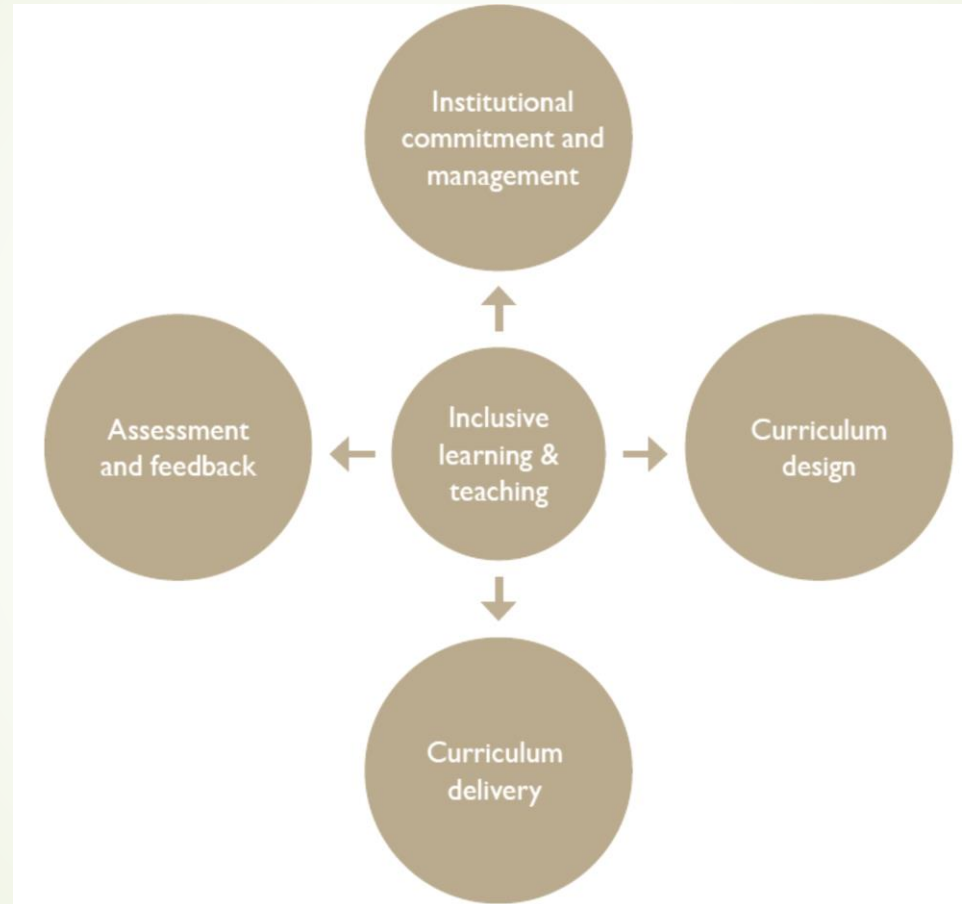 Institutional
commitment and
management
Assessment
and feedback
Inclusive
learning &
teaching
Curriculum
design
Curriculum
delivery